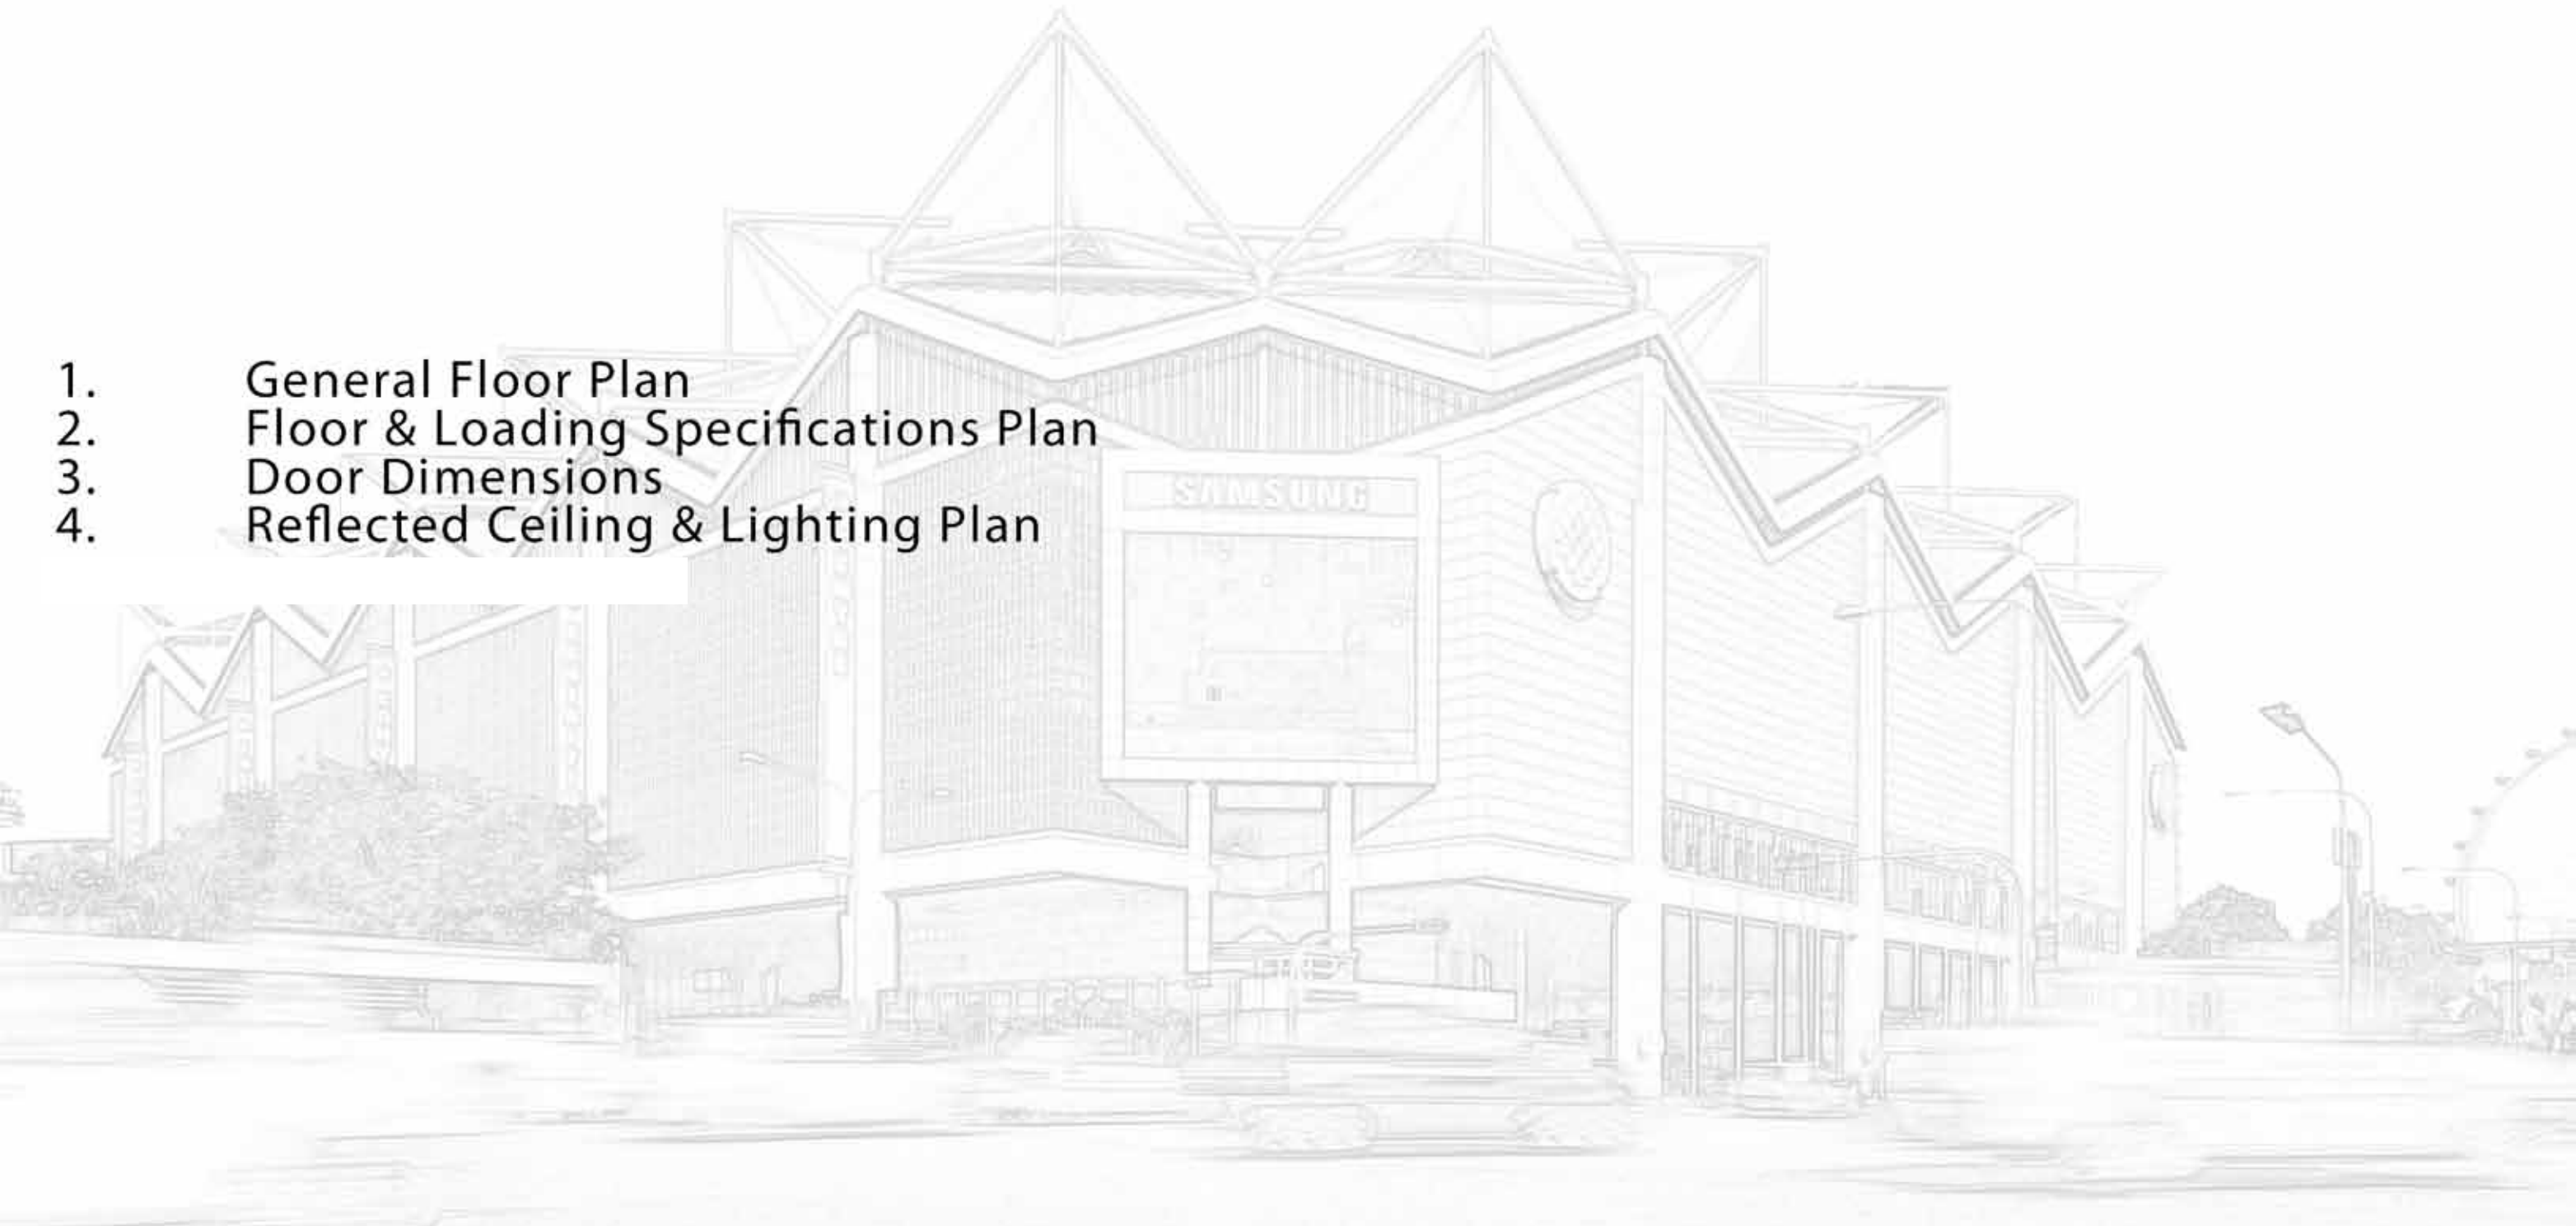 1. General Floor Plan
2. Floor & Loading Specifications Plan
3. Door Dimensions
4. Reflected Ceiling & Lighting Plan
SAMSUNG